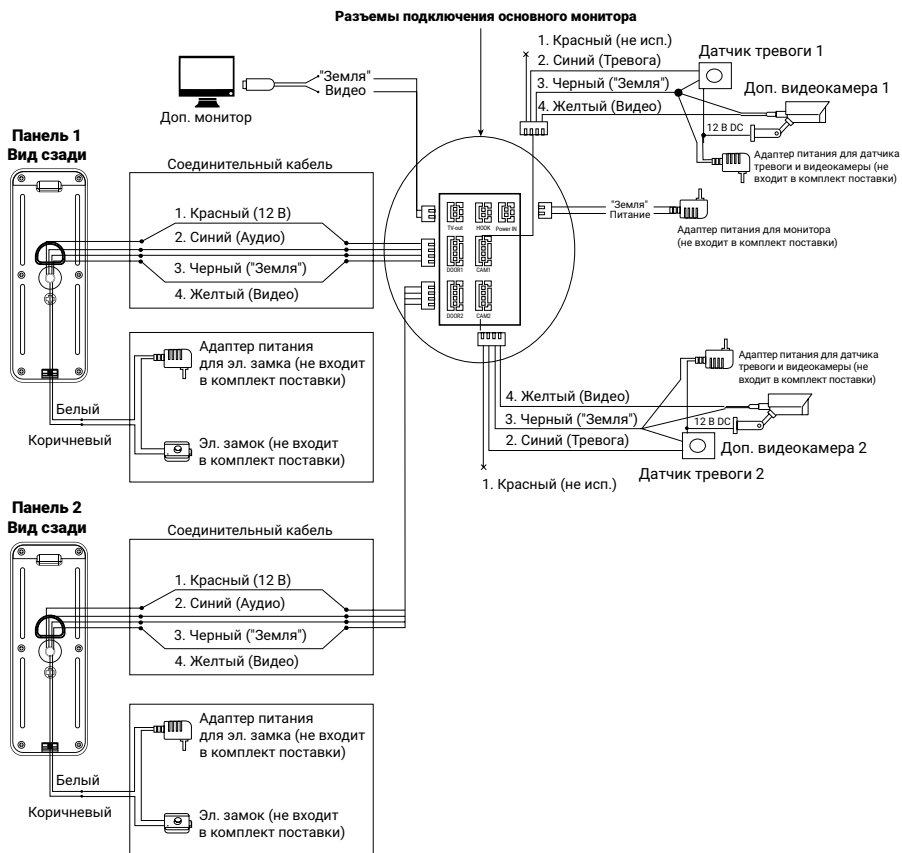 Разъемы подключения основного монитора
1. Красный (не исп.)
2. Синий (Тревога)
3. Черный ("Земля")
4. Желтый (Видео)
Датчик тревоги 1
Доп. видеокамера 1
12 В DC
Адаптер питания для датчика
тревоги и видеокамеры (не
входит в комплект поставки)
"Земля"
Видео
Доп. монитор
"Земля"
Питание
Адаптер питания для монитора
(не входит в комплект поставки)
TV-out
HOOK
Power IN
DOOR1
CAM1
DOOR2
CAM2
Панель 1
Вид сзади
Соединительный кабель
1. Красный (12 В)
2. Синий (Аудио)
3. Черный ("Земля")
4. Желтый (Видео)
Адаптер питания
для эл. замка (не входит
в комплект поставки)
Белый
Коричневый
Эл. замок (не входит
в комплект поставки)
Адаптер питания для датчика
тревоги и видеокамеры (не
входит в комплект поставки)
4. Желтый (Видео)
3. Черный ("Земля")
2. Синий (Тревога)
1. Красный (не исп.)
12 В DC
Доп. видеокамера 2
Датчик тревоги 2
Панель 2
Вид сзади
Соединительный кабель
1. Красный (12 В)
2. Синий (Аудио)
3. Черный ("Земля")
4. Желтый (Видео)
Адаптер питания
для эл. замка (не входит
в комплект поставки)
Белый
Коричневый
Эл. замок (не входит
в комплект поставки)